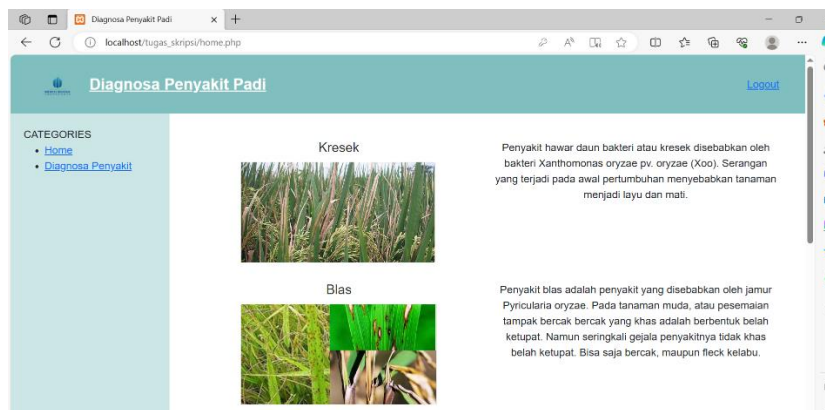 Diagnosa Penyakit Padi
localhost/tugas_skripsi/home.php
Diagnosa Penyakit Padi
Logout
CATEGORIES
Home
Diagnosa Penyakit
Kresek
Penyakit hawar daun bakteri atau kresek disebabkan oleh
bakteri Xanthomonas oryzae pv. oryzae (Xoo). Serangan
yang terjadi pada awal pertumbuhan menyebabkan tanaman
menjadi layu dan mati.
Blas
Penyakit blas adalah penyakit yang disebabkan oleh jamur
Pyricularia oryzae. Pada tanaman muda, atau pesemaian
tampak bercak bercak yang khas adalah berbentuk belah
ketupat. Namun seringkali gejala penyakitnya tidak khas
belah ketupat. Bisa saja bercak, maupun fleck kelabu.